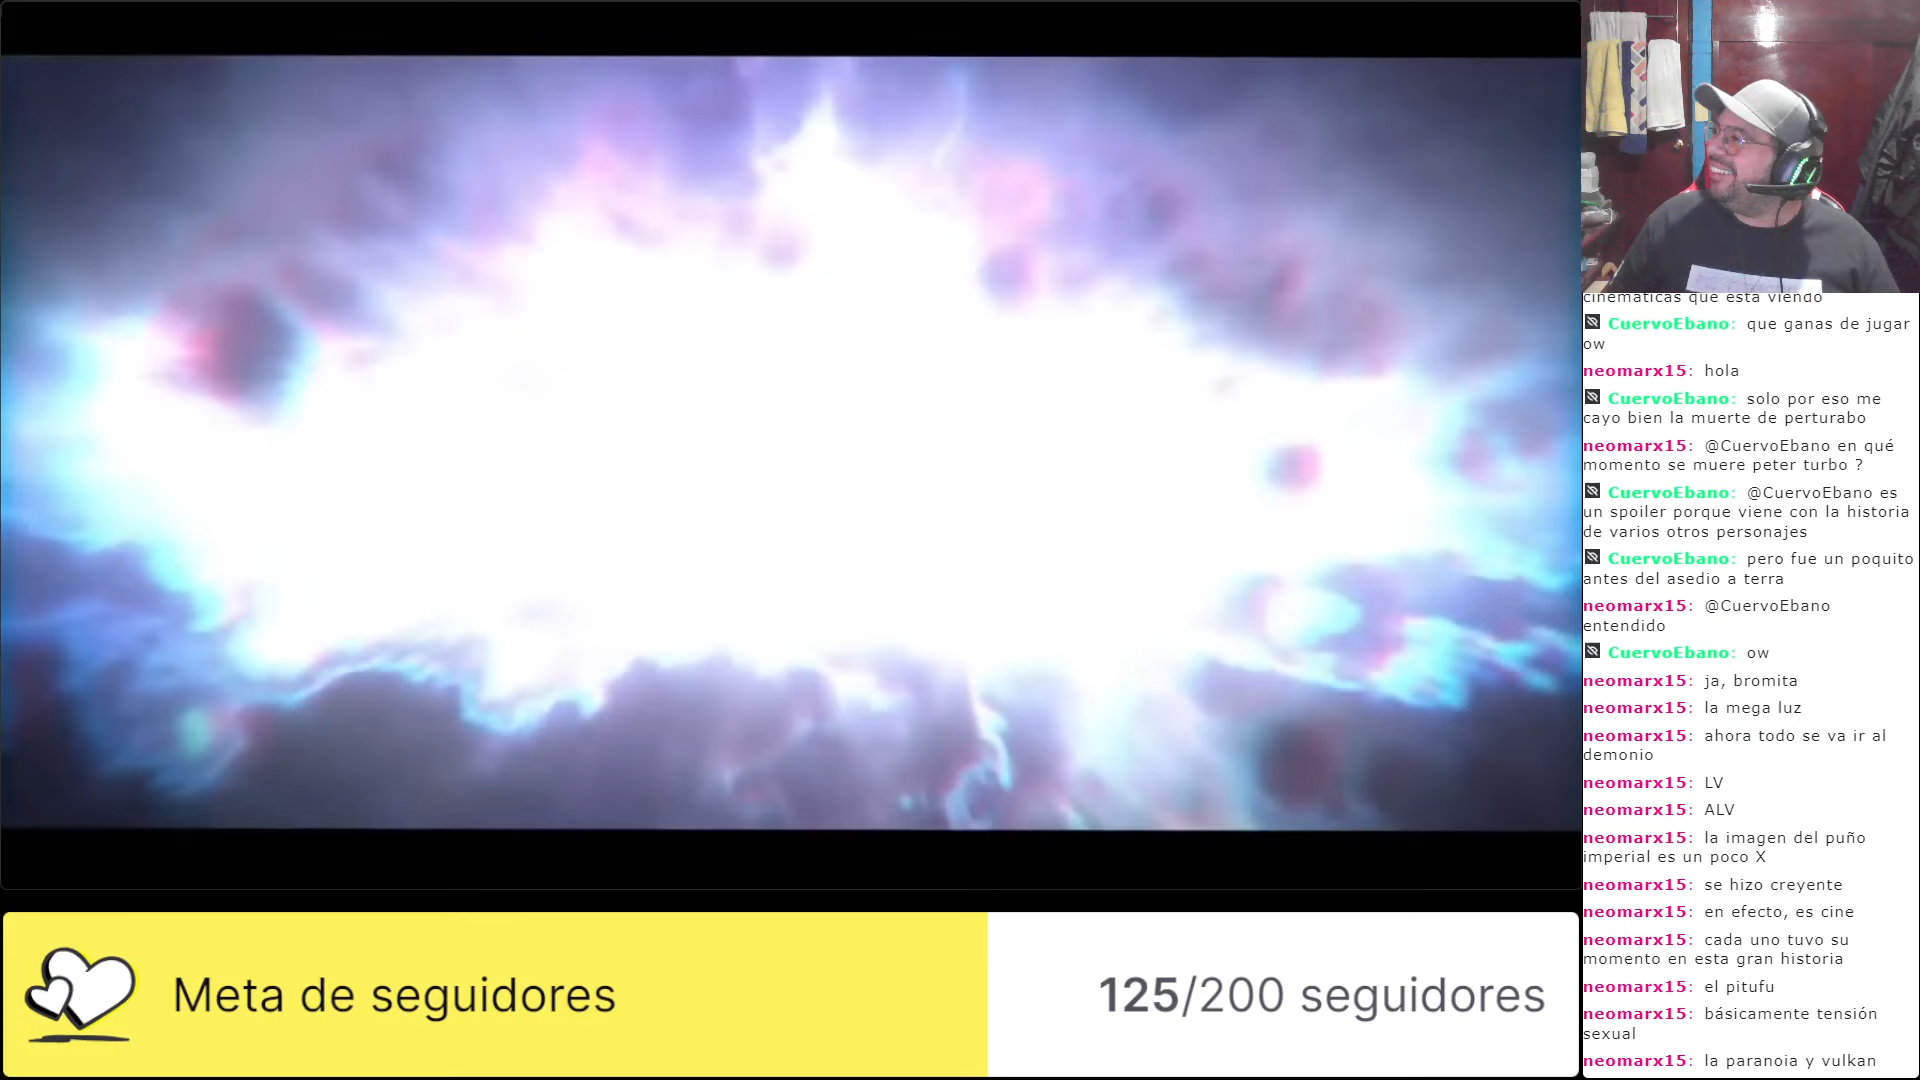 cinematicas que esta viendo
CuervoEbano: que ganas de jugar
ow
neomarx15: hola
CuervoEbano: solo por eso me
cayo bien la muerte de perturabo
neomarx15: @CuervoEbano en qué
momento se muere peter turbo ?
CuervoEbano: @CuervoEbano es
un spoiler porque viene con la historia
de varios otros personajes
CuervoEbano: pero fue un poquito
antes del asedio a terra
neomarx15: @CuervoEbano
entendido
CuervoEbano: ow
neomarx15: ja, bromita
neomarx15: la mega luz
neomarx15: ahora todo se va ir al
demonio
neomarx15: LV
neomarx15: ALV
neomarx15: la imagen del puño
imperial es un poco X
neomarx15: se hizo creyente
neomarx15: en efecto, es cine
neomarx15: cada uno tuvo su
momento en esta gran historia
neomarx15: el pitufu
neomarx15: básicamente tensión
sexual
neomarx15: la paranoia y vulkan
Meta de seguidores
125/200 seguidores